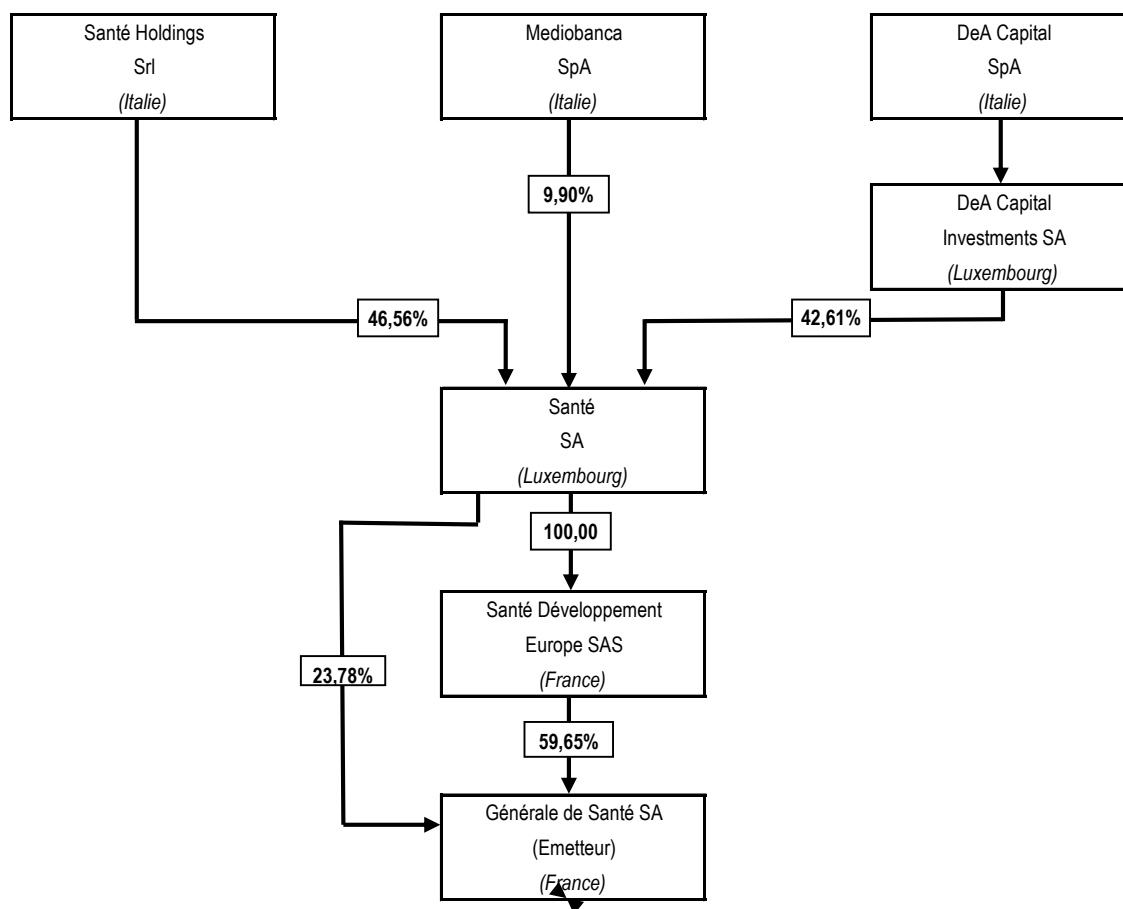 Santé Holdings
Srl
(Italie)
Mediobanca
SpA
(Italie)
DeA Capital
SpA
(Italie)
9,90%
DeA Capital
Investments SA
(Luxembourg)
46,56%
42,61%
Santé
SA
(Luxembourg)
100,00
Santé Développement
Europe SAS
(France)
23,78%
59,65%
Générale de Santé SA
(Emetteur)
(France)